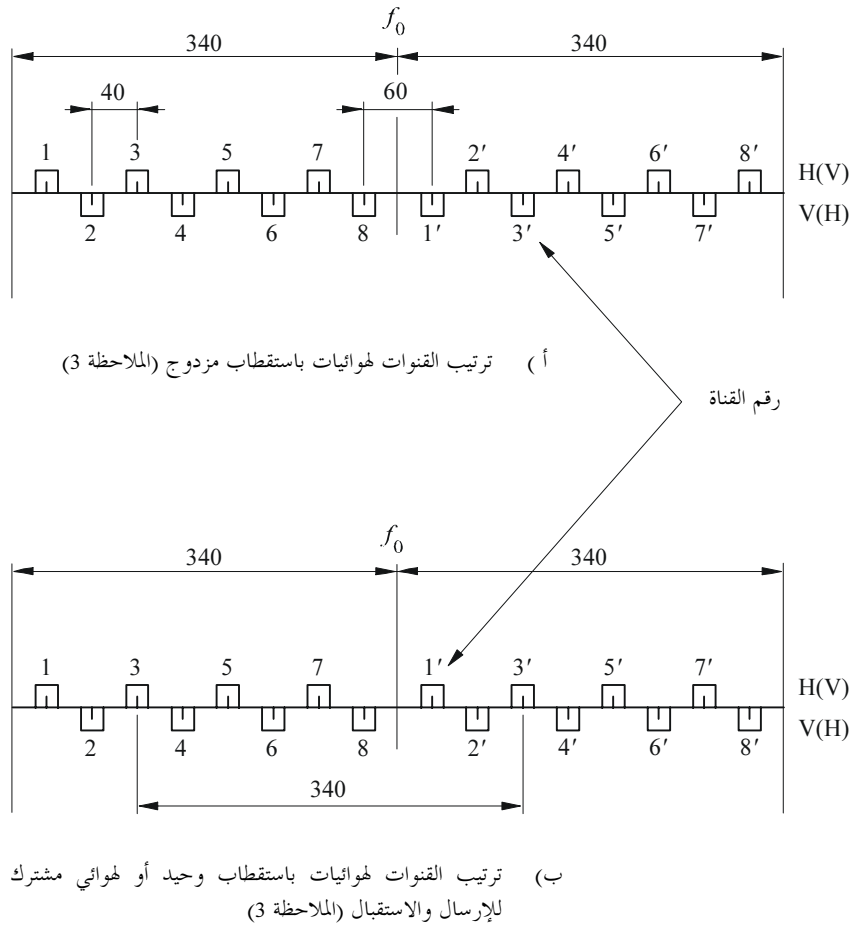 f0
340 340
40 60
1 3 5 7 2′ 4′ 6′ 8′ H(V)
2 4 6 8 1′ 3′ 5′ 7′ V(H)
أ ) ترتيب القنوات لهوائيات باستقطاب مزدوج (الملاحظة 3)
رقم القناة
f0
340 340
1 3 5 7 1′ 3′ 5′ 7′ H(V)
2 4 6 8 2′ 4′ 6′ 8′ V(H)
340
ب) ترتيب القنوات لهوائيات باستقطاب وحيد أو لهوائي مشترك
للإرسال والاستقبال (الملاحظة 3)